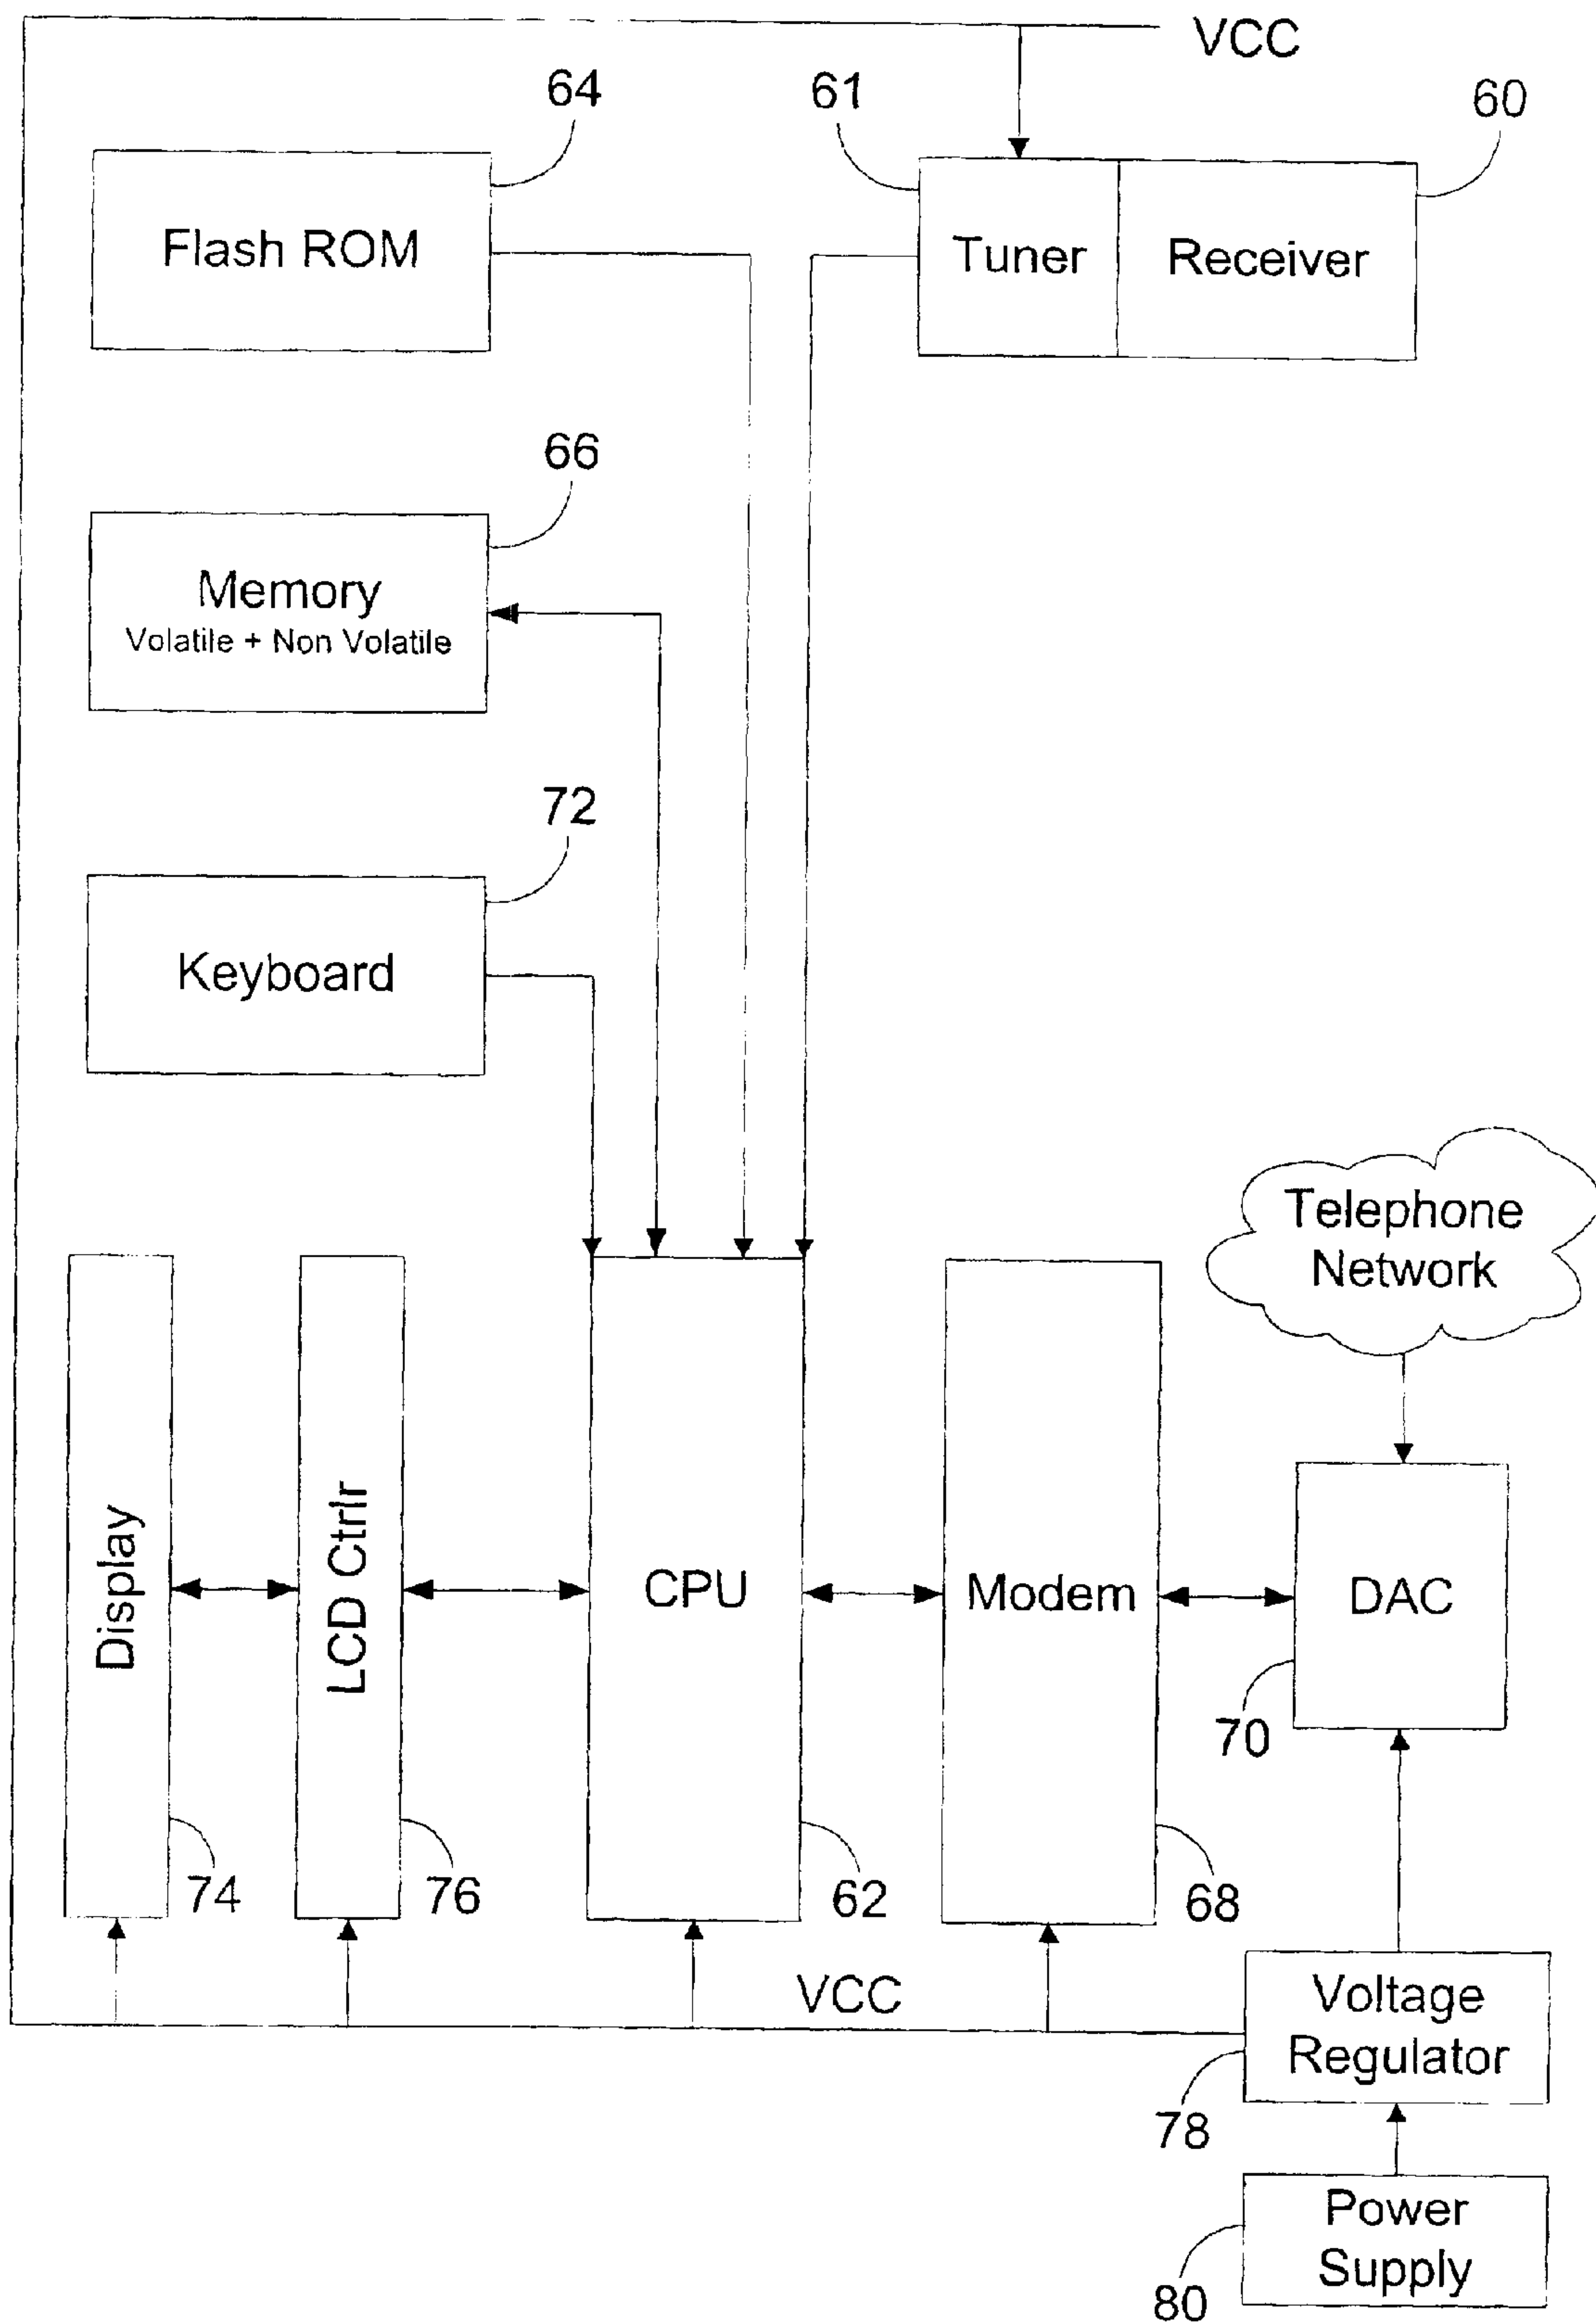 VCC
64
61
60
Flash ROM
Tuner
Receiver
66
Memory
Volatile + Non Volatile
72
Keyboard
Telephone
Network
Display
LCD Ctrlr
CPU
Modem
DAC
70
74
76
62
68
VCC
Voltage
Regulator
78
Power
Supply
80